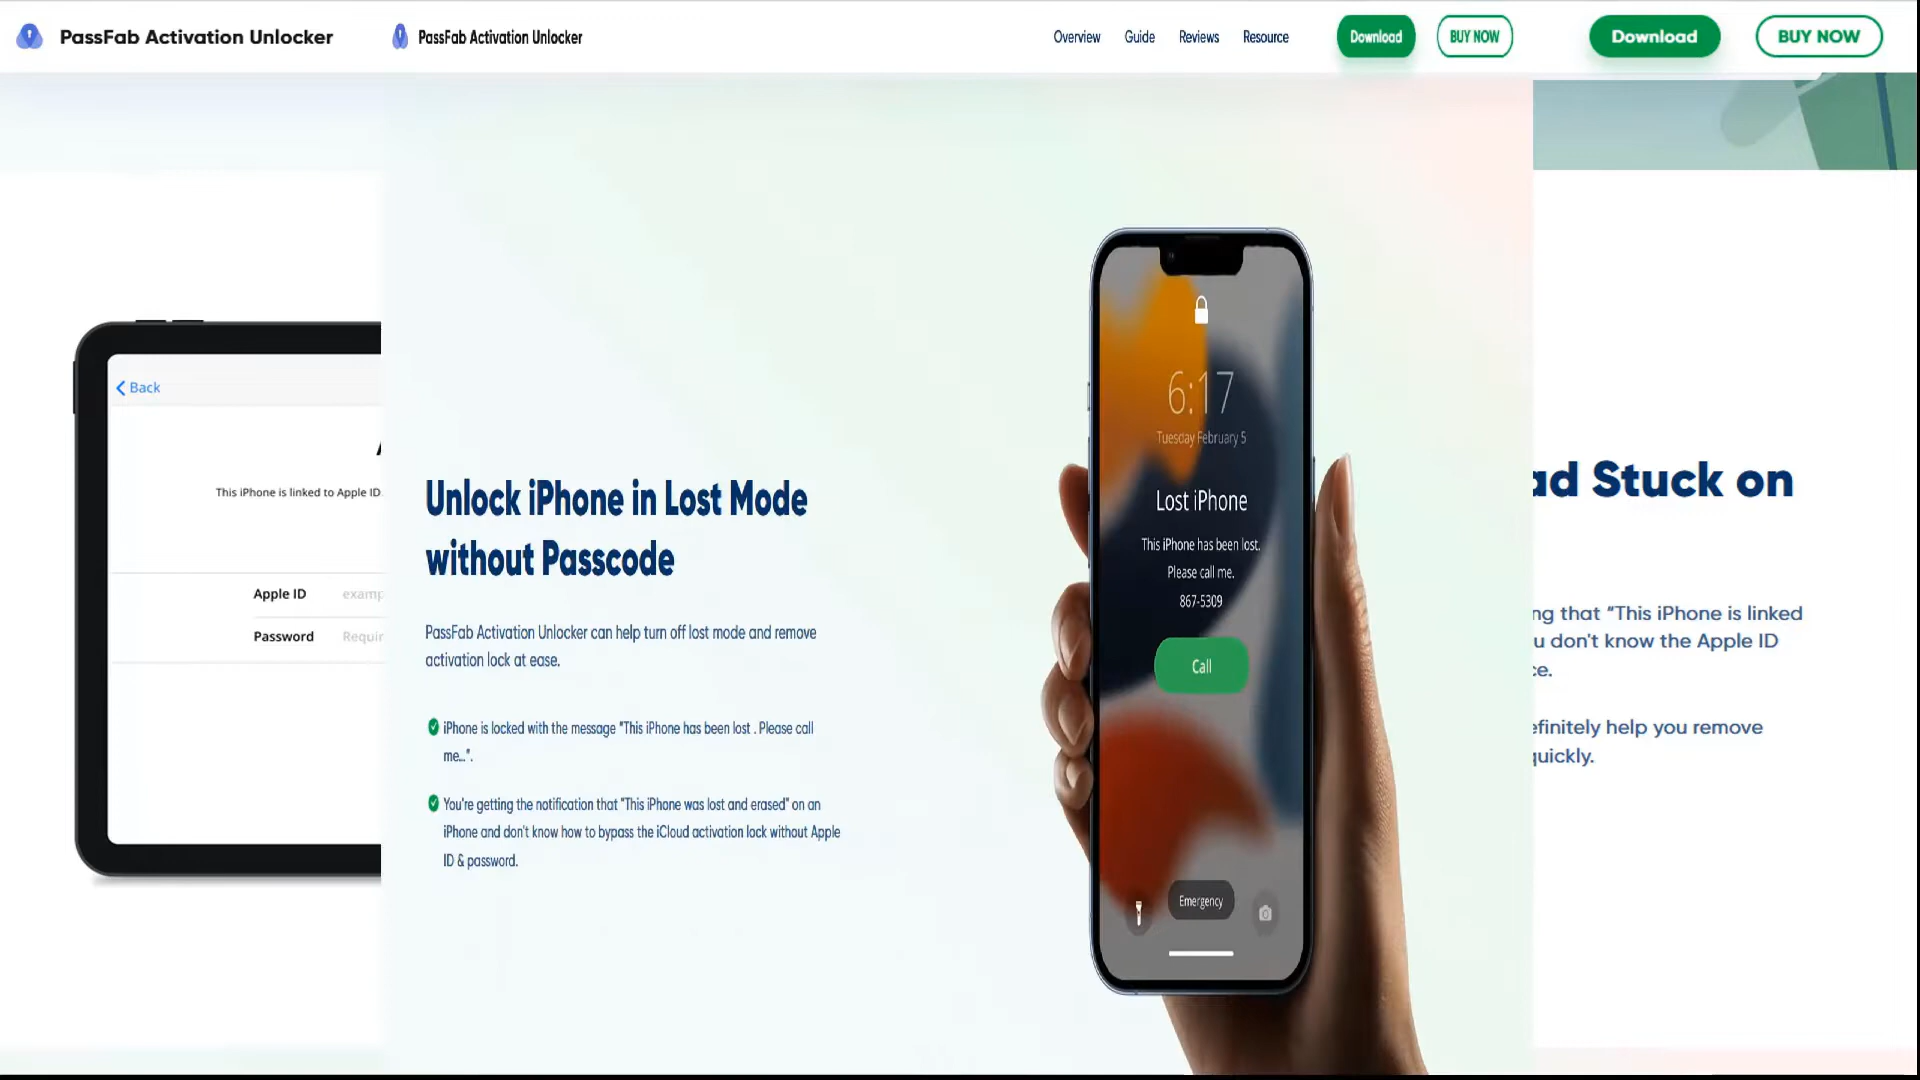 PassFab Activation Unlocker
PassFab Activation Unlocker
Overview
Guide
Reviews
Resource
Download
BUY NOW
Download
BUY NOW
Back
This iPhone is linked to Apple ID
Apple ID
examp
Password
Requir
Unlock iPhone in Lost Mode
without Passcode
PassFab Activation Unlocker can help turn off lost mode and remove
activation lock at ease.
iPhone is locked with the message "This iPhone has been lost . Please call
me...".
You're getting the notification that "This iPhone was lost and erased" on an
iPhone and don't know how to bypass the iCloud activation lock without Apple
ID & password.
6:17
Tuesday February 5
Lost iPhone
This iPhone has been lost.
Please call me.
867-5309
Call
Emergency
ad Stuck on
ng that “This iPhone is linked
u don't know the Apple ID
ce.
efinitely help you remove
quickly.